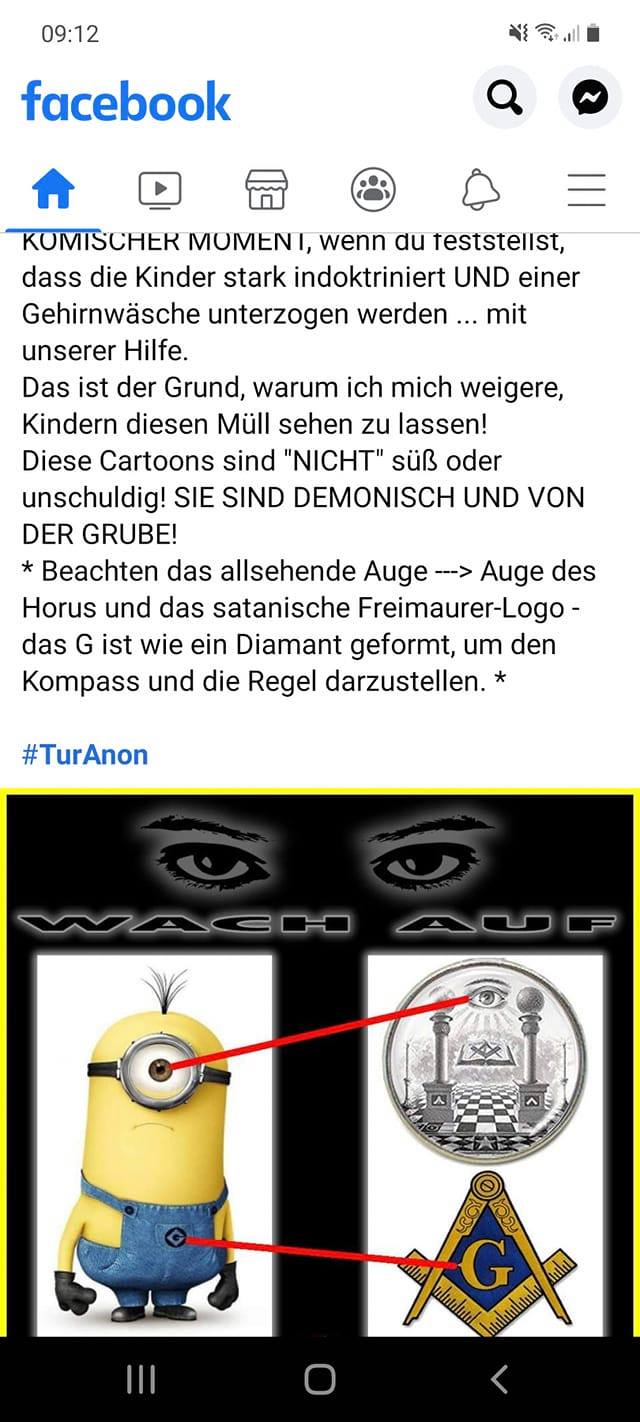 09:12
facebook
KOMISCHER MOMENT, wenn du feststellst,
dass die Kinder stark indoktriniert UND einer
Gehirnwäsche unterzogen werden ... mit
unserer Hilfe.
Das ist der Grund, warum ich mich weigere,
Kindern diesen Müll sehen zu lassen!
Diese Cartoons sind "NICHT" süß oder
unschuldig! SIE SIND DEMONISCH UND VON
DER GRUBE!
* Beachten das allsehende Auge ---> Auge des
Horus und das satanische Freimaurer-Logo -
das G ist wie ein Diamant geformt, um den
Kompass und die Regel darzustellen. *
#TurAnon
WACH AUF
G
G